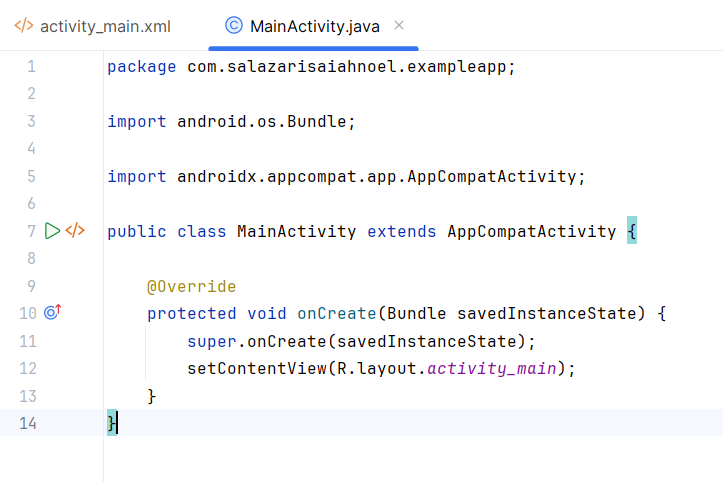 activity_main.xml MainActivity.java
1 package com.salazarisaiahnoel.exampleapp;
2
3 import android.os.Bundle;
4
5 import androidx.appcompat.app.AppCompatActivity;
6
7 public class MainActivity extends AppCompatActivity {
8
9     @Override
10     protected void onCreate(Bundle savedInstanceState) {
11         super.onCreate(savedInstanceState);
12         setContentView(R.layout.activity_main);
13     }
14 }